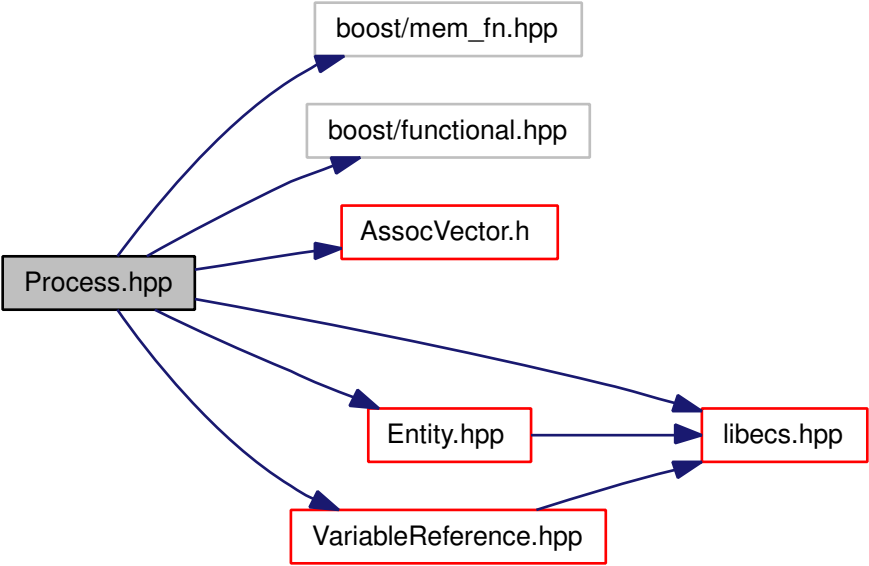 boost/mem_fn.hpp
boost/functional.hpp
AssocVector.h
Process.hpp
Entity.hpp
libecs.hpp
VariableReference.hpp